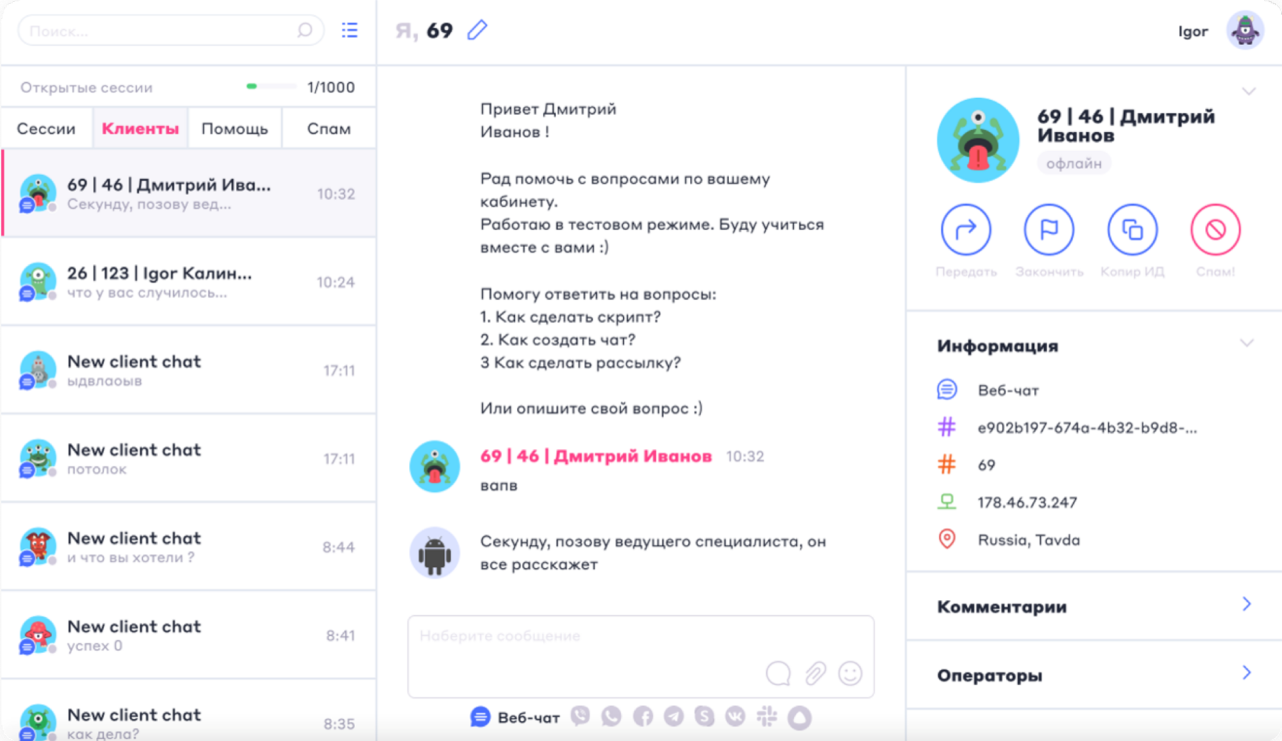 Поиск...
Я, 69
Igor
Открытые сессии
1/1000
Сессии
Клиенты
Помощь
Спам
69 | 46 | Дмитрий Ива...
10:32
Секунду, позову вед...
26 | 123 | Igor Калин...
10:24
что у вас случилось...
New client chat
17:11
ыдвлаоыв
New client chat
17:11
потолок
New client chat
8:44
и что вы хотели ?
New client chat
8:41
успех 0
New client chat
8:35
как дела?
Привет Дмитрий
Иванов !
Рад помочь с вопросами по вашему
кабинету.
Работаю в тестовом режиме. Буду учиться
вместе с вами :)
Помогу ответить на вопросы:
1. Как сделать скрипт?
2. Как создать чат?
3 Как сделать рассылку?
Или опишите свой вопрос :)
69 | 46 | Дмитрий Иванов 10:32
вапв
Секунду, позову ведущего специалиста, он
все расскажет
Наберите сообщение
Веб-чат
69 | 46 | Дмитрий
Иванов
офлайн
Передать
Закончить
Копир ИД
Спам!
Информация
Веб-чат
e902b197-674a-4b32-b9d8-...
69
178.46.73.247
Russia, Tavda
Комментарии
Операторы